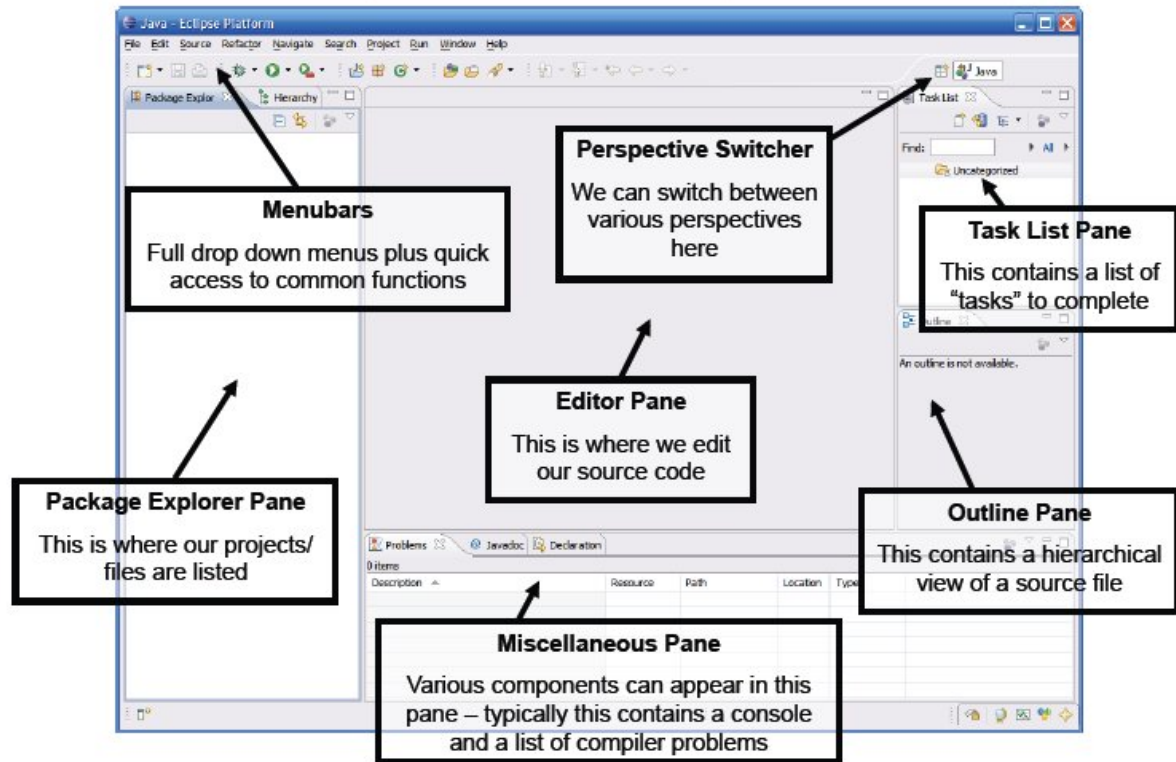 Java - Eclipse Platform
File Edit Source Refactor Navigate Search Project Run Window Help
Java
Package Explor
Hierarchy
Task List
Find:
All
Uncategorized
Perspective Switcher
We can switch between
various perspectives
here
Menubars
Full drop down menus plus quick
access to common functions
Task List Pane
This contains a list of
“tasks” to complete
An outline is not available.
Editor Pane
This is where we edit
our source code
Package Explorer Pane
This is where our projects/
files are listed
Outline Pane
This contains a hierarchical
view of a source file
Problems
Javadoc
Declaration
0 items
Description Resource Path Location Type
Miscellaneous Pane
Various components can appear in this
pane – typically this contains a console
and a list of compiler problems